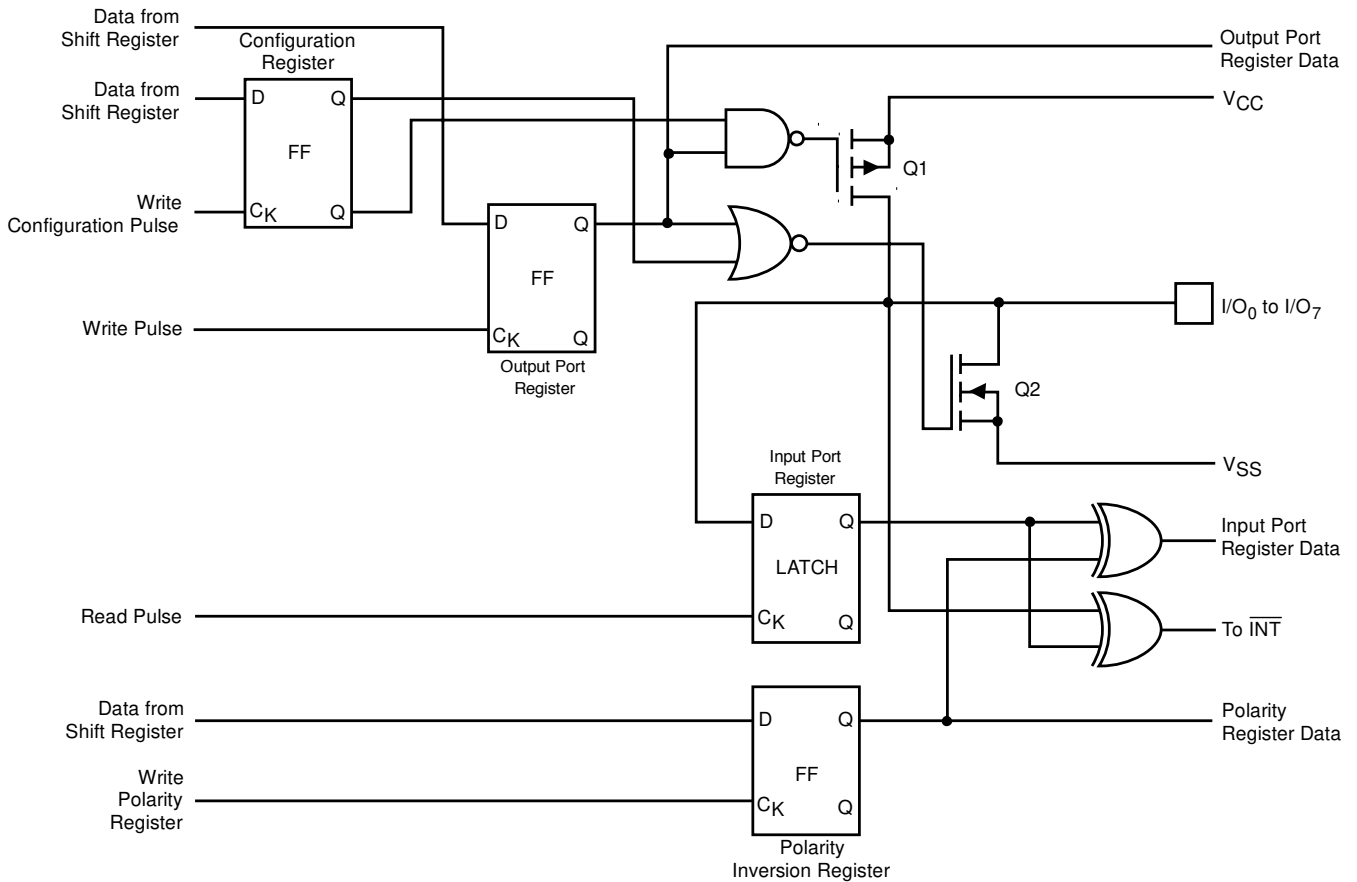 Data from
Shift Register
Configuration
Register
Data from
Shift Register
D
Q
FF
Write
Configuration Pulse
CK
Q
Output Port
Register Data
VCC
Q1
D
Q
FF
Write Pulse
CK
Q
Output Port
Register
I/O0 to I/O7
Q2
VSS
Input Port
Register
D
Q
LATCH
Read Pulse
CK
Q
Input Port
Register Data
To INT
Data from
Shift Register
D
Q
FF
Write
Polarity
Register
CK
Q
Polarity
Inversion Register
Polarity
Register Data